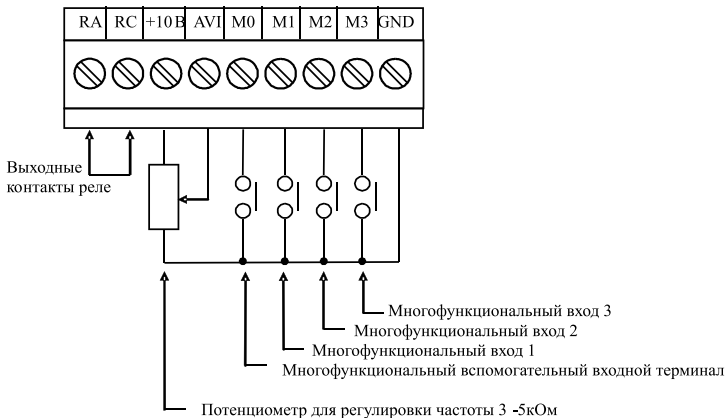 RA RC +10В AVI M0 M1 M2 M3 GND
Выходные
контакты реле
Многофункциональный вход 3
Многофункциональный вход 2
Многофункциональный вход 1
Многофункциональный вспомогательный входной терминал
Потенциометр для регулировки частоты 3 -5кОм